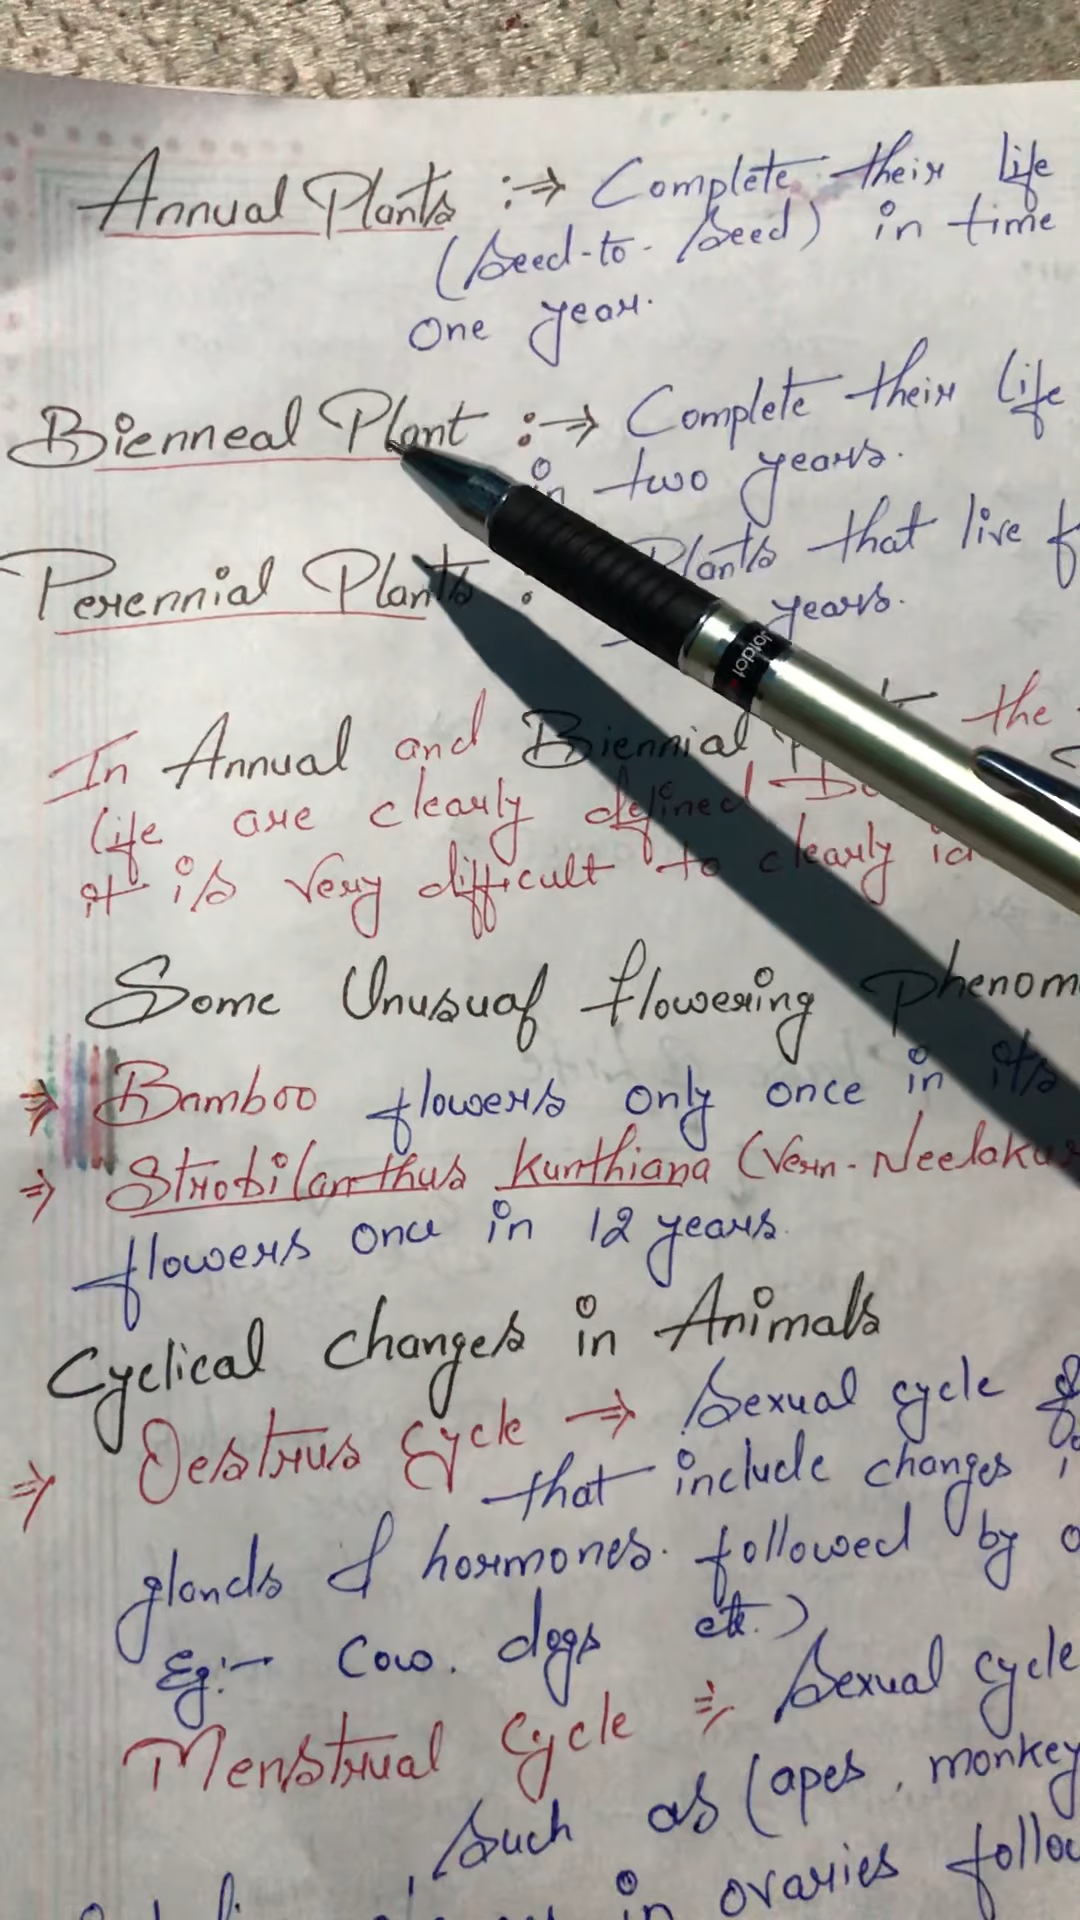 Annual Plants :⇒ Complete their life
(Seed-to-Seed) in time
one year.
Bienneal Plant :⇒ Complete their life
in two years.
Perennial Plants : Plants that live
years.
In Annual and Biennial the
life are clearly defined
it is very difficult to clearly
Some Unusual flowering Phenom
⇒ Bamboo flowers only once in its
⇒ Strobilanthus Kunthiana (Vern-Neelaku
flowers once in 12 years.
Cyclical changes in Animals
⇒ Oestrus Cycle ⇒ Sexual cycle of
that include changes i
glands & hormones. followed by o
Eg:- Cow. dogs etc.)
Menstrual Cycle ⇒ Sexual cycle
Such as (apes, monkey
in ovaries follow